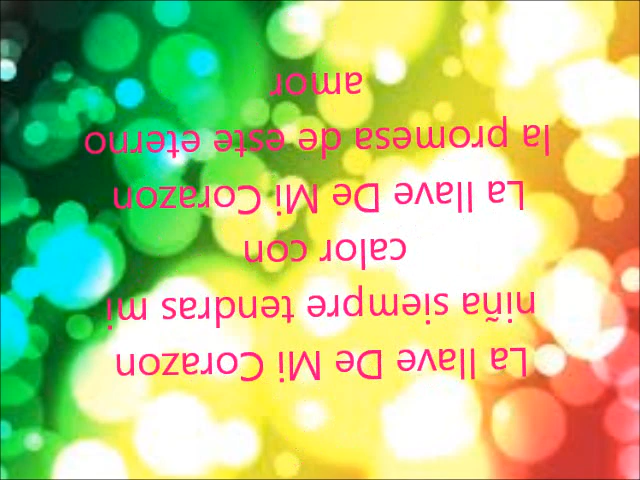 La llave De Mi Corazon
niña siempre tendras mi
calor con
La llave De Mi Corazon
la promesa de este eterno
amor